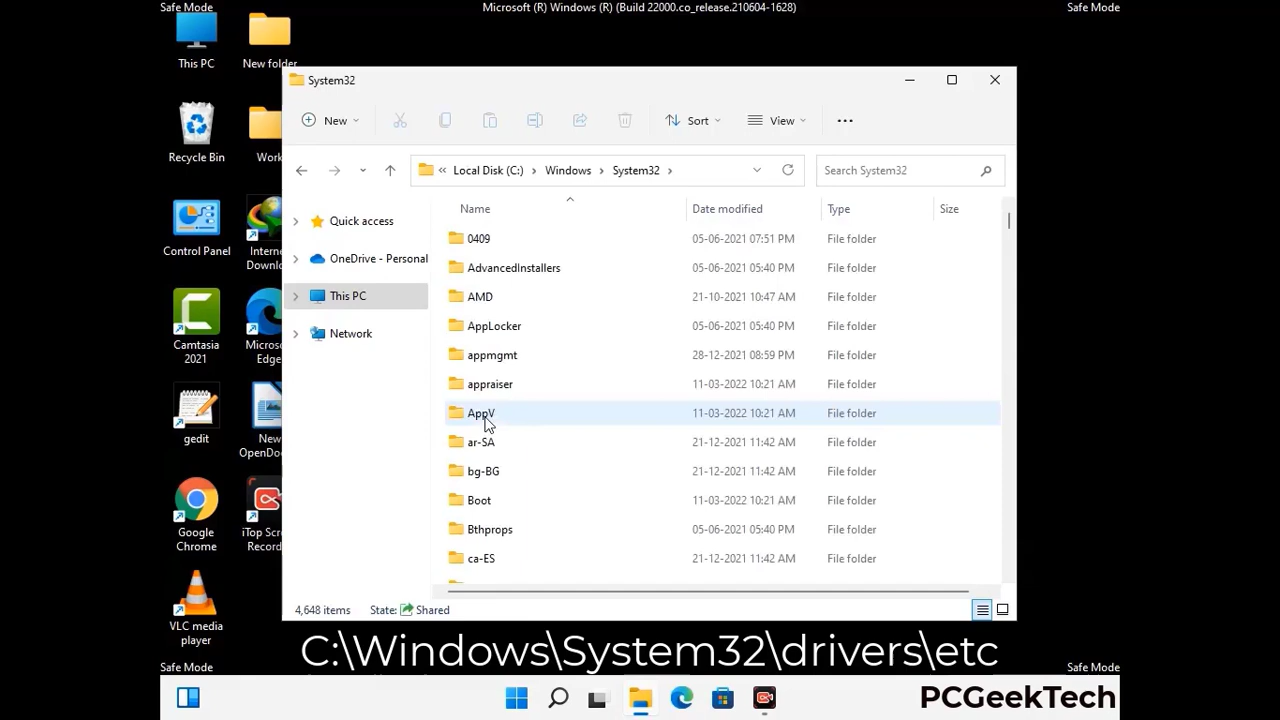 Safe Mode
Microsoft (R) Windows (R) (Build 22000.co_release.210604-1628)
Safe Mode
This PC
New folder
System32
New
Sort
View
Recycle Bin
Work
Local Disk (C:)
Windows
System32
Search System32
Name
Date modified
Type
Size
Quick access
OneDrive - Personal
This PC
Network
Control Panel
Interne
Downlo
0409 05-06-2021 07:51 PM File folder
AdvancedInstallers 05-06-2021 05:40 PM File folder
AMD 21-10-2021 10:47 AM File folder
AppLocker 05-06-2021 05:40 PM File folder
appmgmt 28-12-2021 08:59 PM File folder
appraiser 11-03-2022 10:21 AM File folder
AppV 11-03-2022 10:21 AM File folder
ar-SA 21-12-2021 11:42 AM File folder
bg-BG 21-12-2021 11:42 AM File folder
Boot 11-03-2022 10:21 AM File folder
Bthprops 05-06-2021 05:40 PM File folder
ca-ES 21-12-2021 11:42 AM File folder
Camtasia
2021
Microso
Edge
gedit
New
OpenDoc
Google
Chrome
iTop Scre
Record
VLC media
player
4,648 items
State: Shared
C:\Windows\System32\drivers\etc
Safe Mode
Safe Mode
PCGeekTech